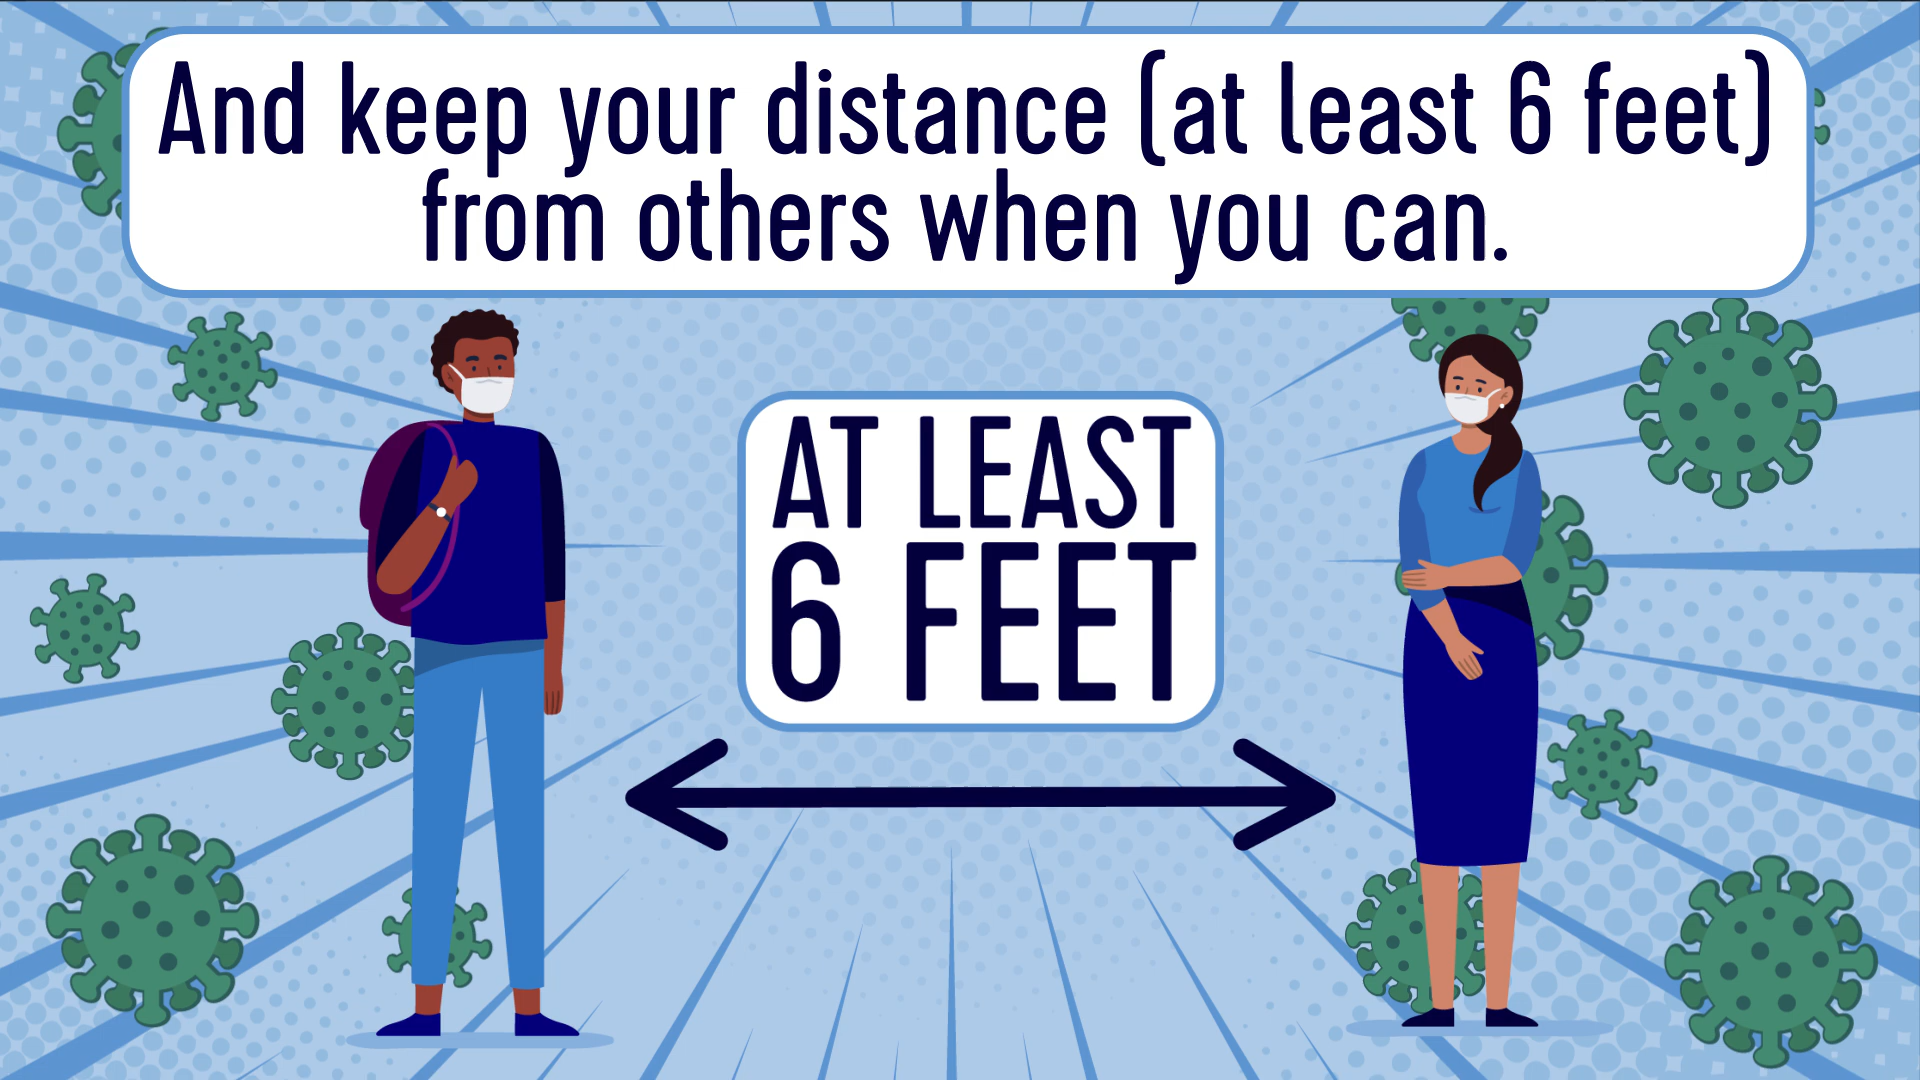 And keep your distance (at least 6 feet)
from others when you can.
AT LEAST
6 FEET